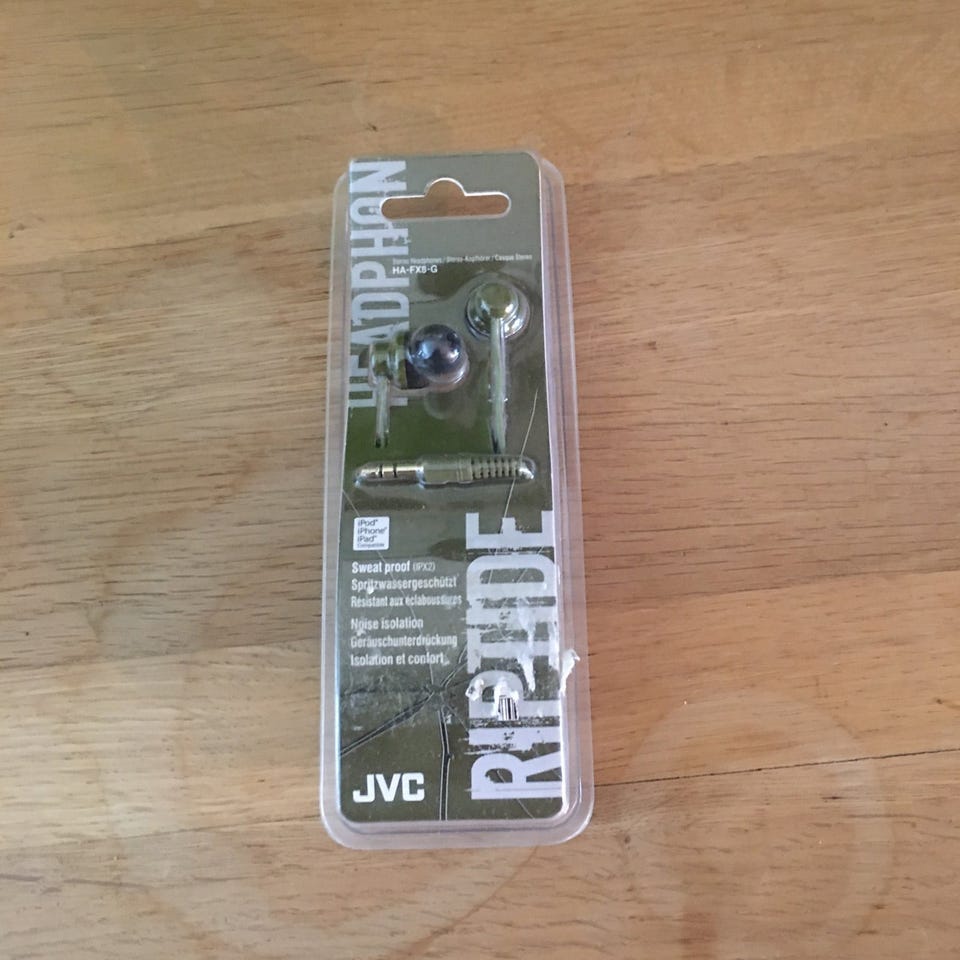 HEADPHON
Stereo Headphones / Stereo-Kopfhörer / Casque Stereo
HA-FX8-G
iPod®
iPhone®
iPad®
Compatible
Sweat proof (IPX2)
Spritzwassergeschützt
Résistant aux éclaboussures
Noise isolation
Geräuschunterdrückung
Isolation et confort
RIPTIDE
JVC